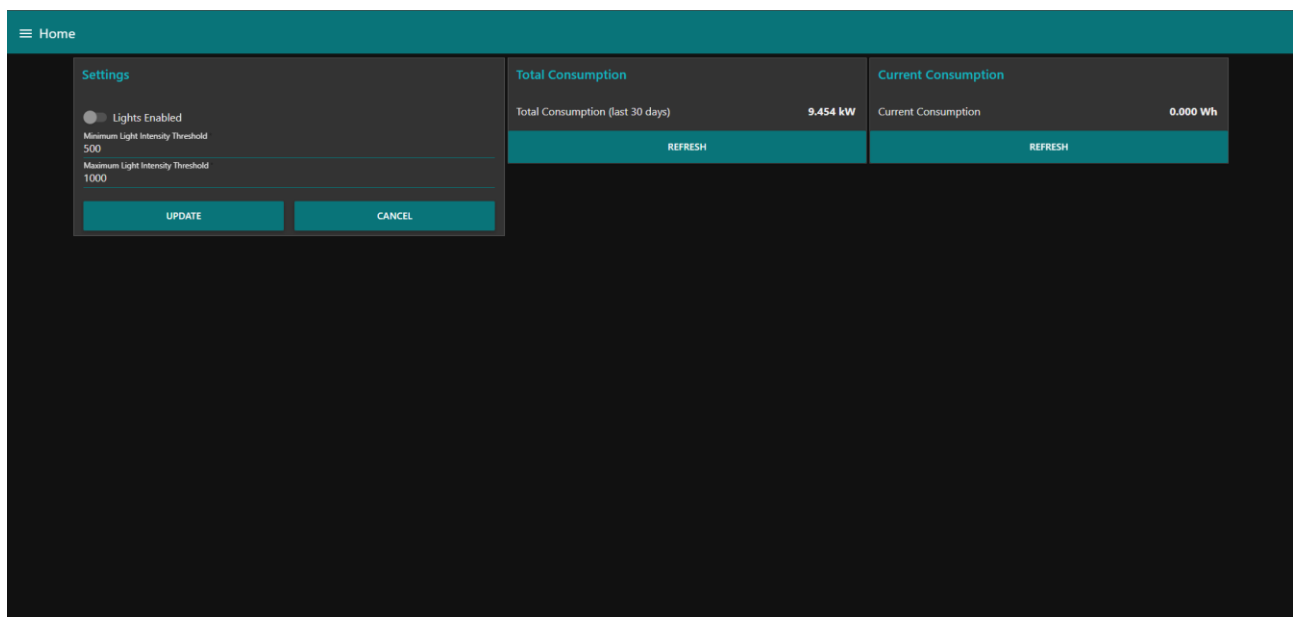 Home
Settings
Lights Enabled
Minimum Light Intensity Threshold
500
Maximum Light Intensity Threshold
1000
UPDATE CANCEL
Total Consumption
Total Consumption (last 30 days) 9.454 kW
REFRESH
Current Consumption
Current Consumption 0.000 Wh
REFRESH